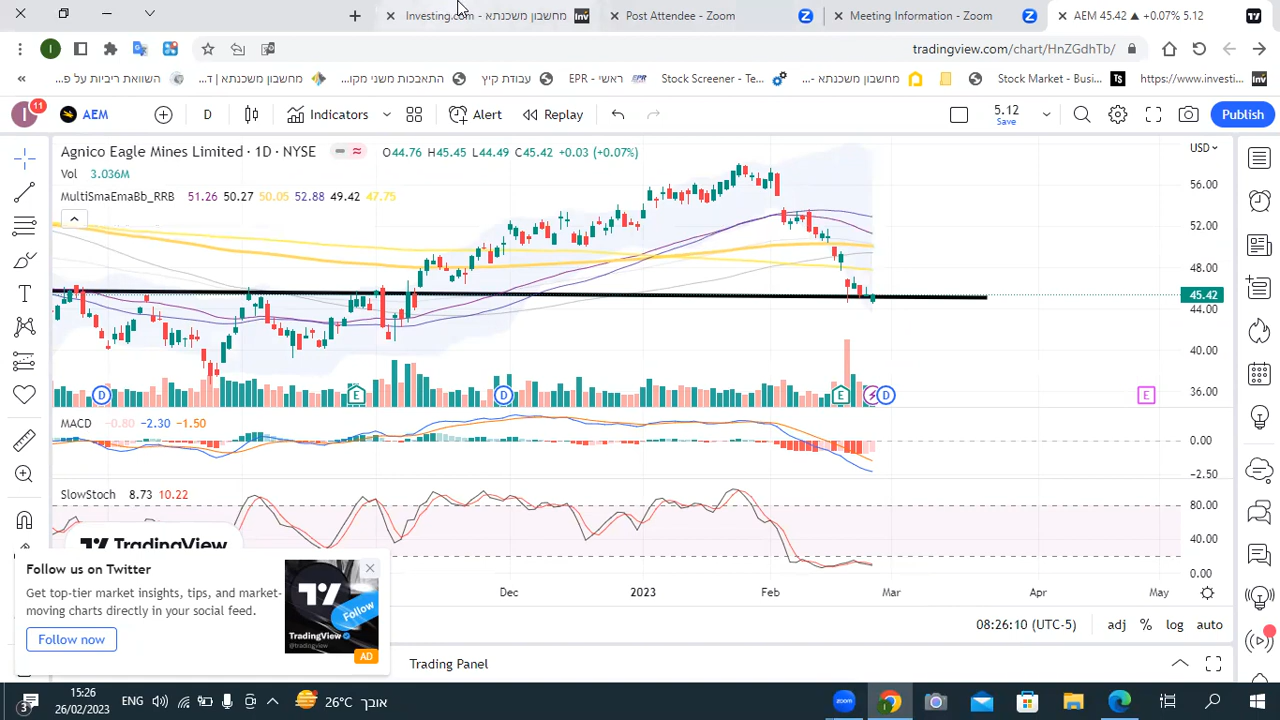 Investing.com - מחשבון משכנתא
Post Attendee - Zoom
Meeting Information - Zoom
AEM 45.42 ▲ +0.07% 5.12
tradingview.com/chart/HnZGdhTb/
השוואת ריביות על פ...
מחשבון משכנתא | ד...
התאבכות משני מקו...
עבודת קיץ
EPR - ראשי
Stock Screener - Te...
מחשבון משכנתא -...
Stock Market - Busi...
https://www.investi...
11
AEM
D
Indicators
Alert
Replay
5.12
Save
Publish
Agnico Eagle Mines Limited · 1D · NYSE
O44.76 H45.45 L44.49 C45.42 +0.03 (+0.07%)
USD
Vol 3.036M
MultiSmaEmaBb_RRB 51.26 50.27 50.05 52.88 49.42 47.75
56.00
52.00
48.00
45.42
44.00
40.00
36.00
D E D E D E
MACD -0.80 -2.30 -1.50
0.00
-2.50
SlowStoch 8.73 10.22
80.00
40.00
0.00
TradingView
Follow us on Twitter
Get top-tier market insights, tips, and market-
moving charts directly in your social feed.
Follow now
Follow
TradingView
@tradingview
AD
Dec 2023 Feb Mar Apr May
08:26:10 (UTC-5)
adj % log auto
Trading Panel
15:26
26/02/2023
3
ENG
26°C אובך
zoom